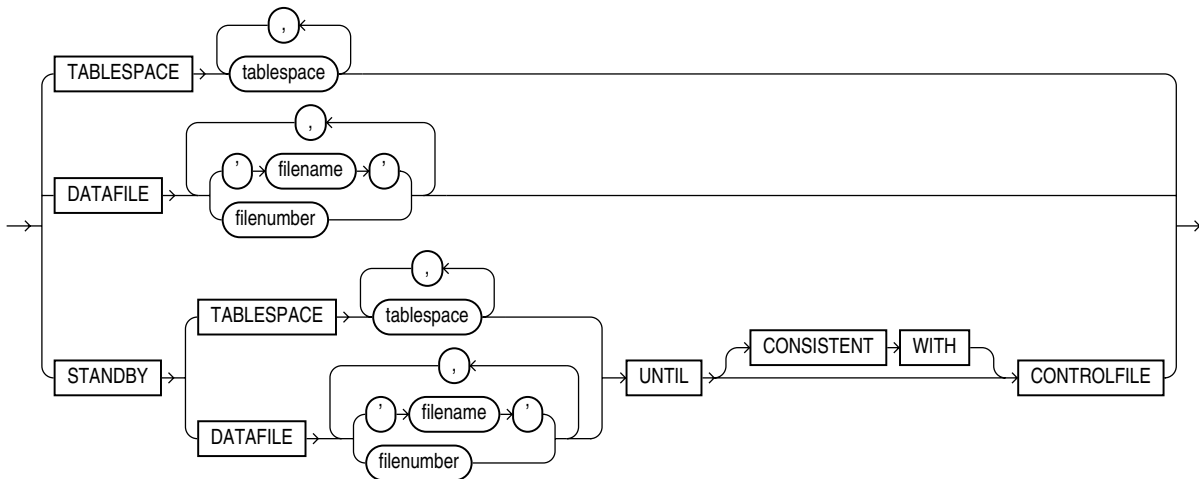 ,
TABLESPACE tablespace
,
' filename '
DATAFILE
filenumber
,
TABLESPACE tablespace
CONSISTENT WITH
STANDBY UNTIL CONTROLFILE
,
' filename '
DATAFILE
filenumber